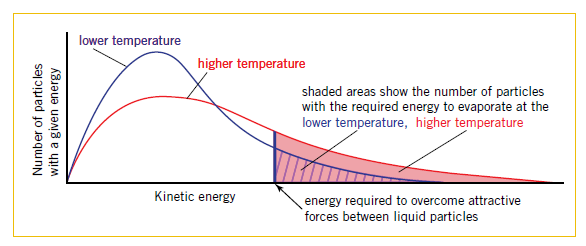 lower temperature
higher temperature
Number of particles
with a given energy
shaded areas show the number of particles
with the required energy to evaporate at the
lower temperature, higher temperature
Kinetic energy
energy required to overcome attractive
forces between liquid particles